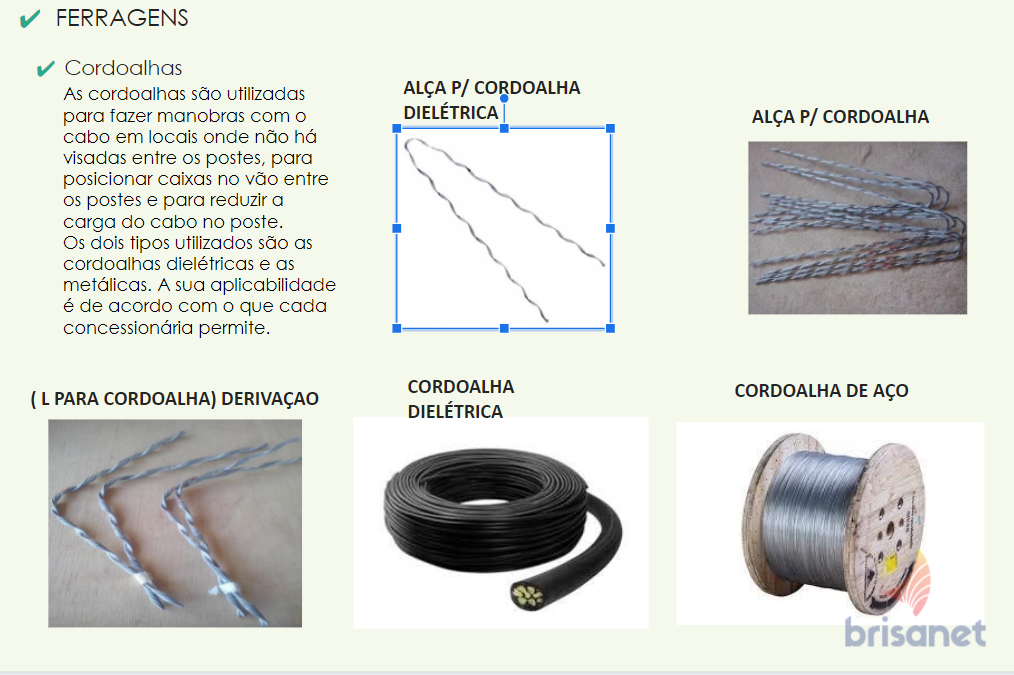 FERRAGENS
Cordoalhas
As cordoalhas são utilizadas
para fazer manobras com o
cabo em locais onde não há
visadas entre os postes, para
posicionar caixas no vão entre
os postes e para reduzir a
carga do cabo no poste.
Os dois tipos utilizados são as
cordoalhas dielétricas e as
metálicas. A sua aplicabilidade
é de acordo com o que cada
concessionária permite.
ALÇA P/ CORDOALHA
DIELÉTRICA
ALÇA P/ CORDOALHA
( L PARA CORDOALHA) DERIVAÇAO
CORDOALHA
DIELÉTRICA
CORDOALHA DE AÇO
brisanet